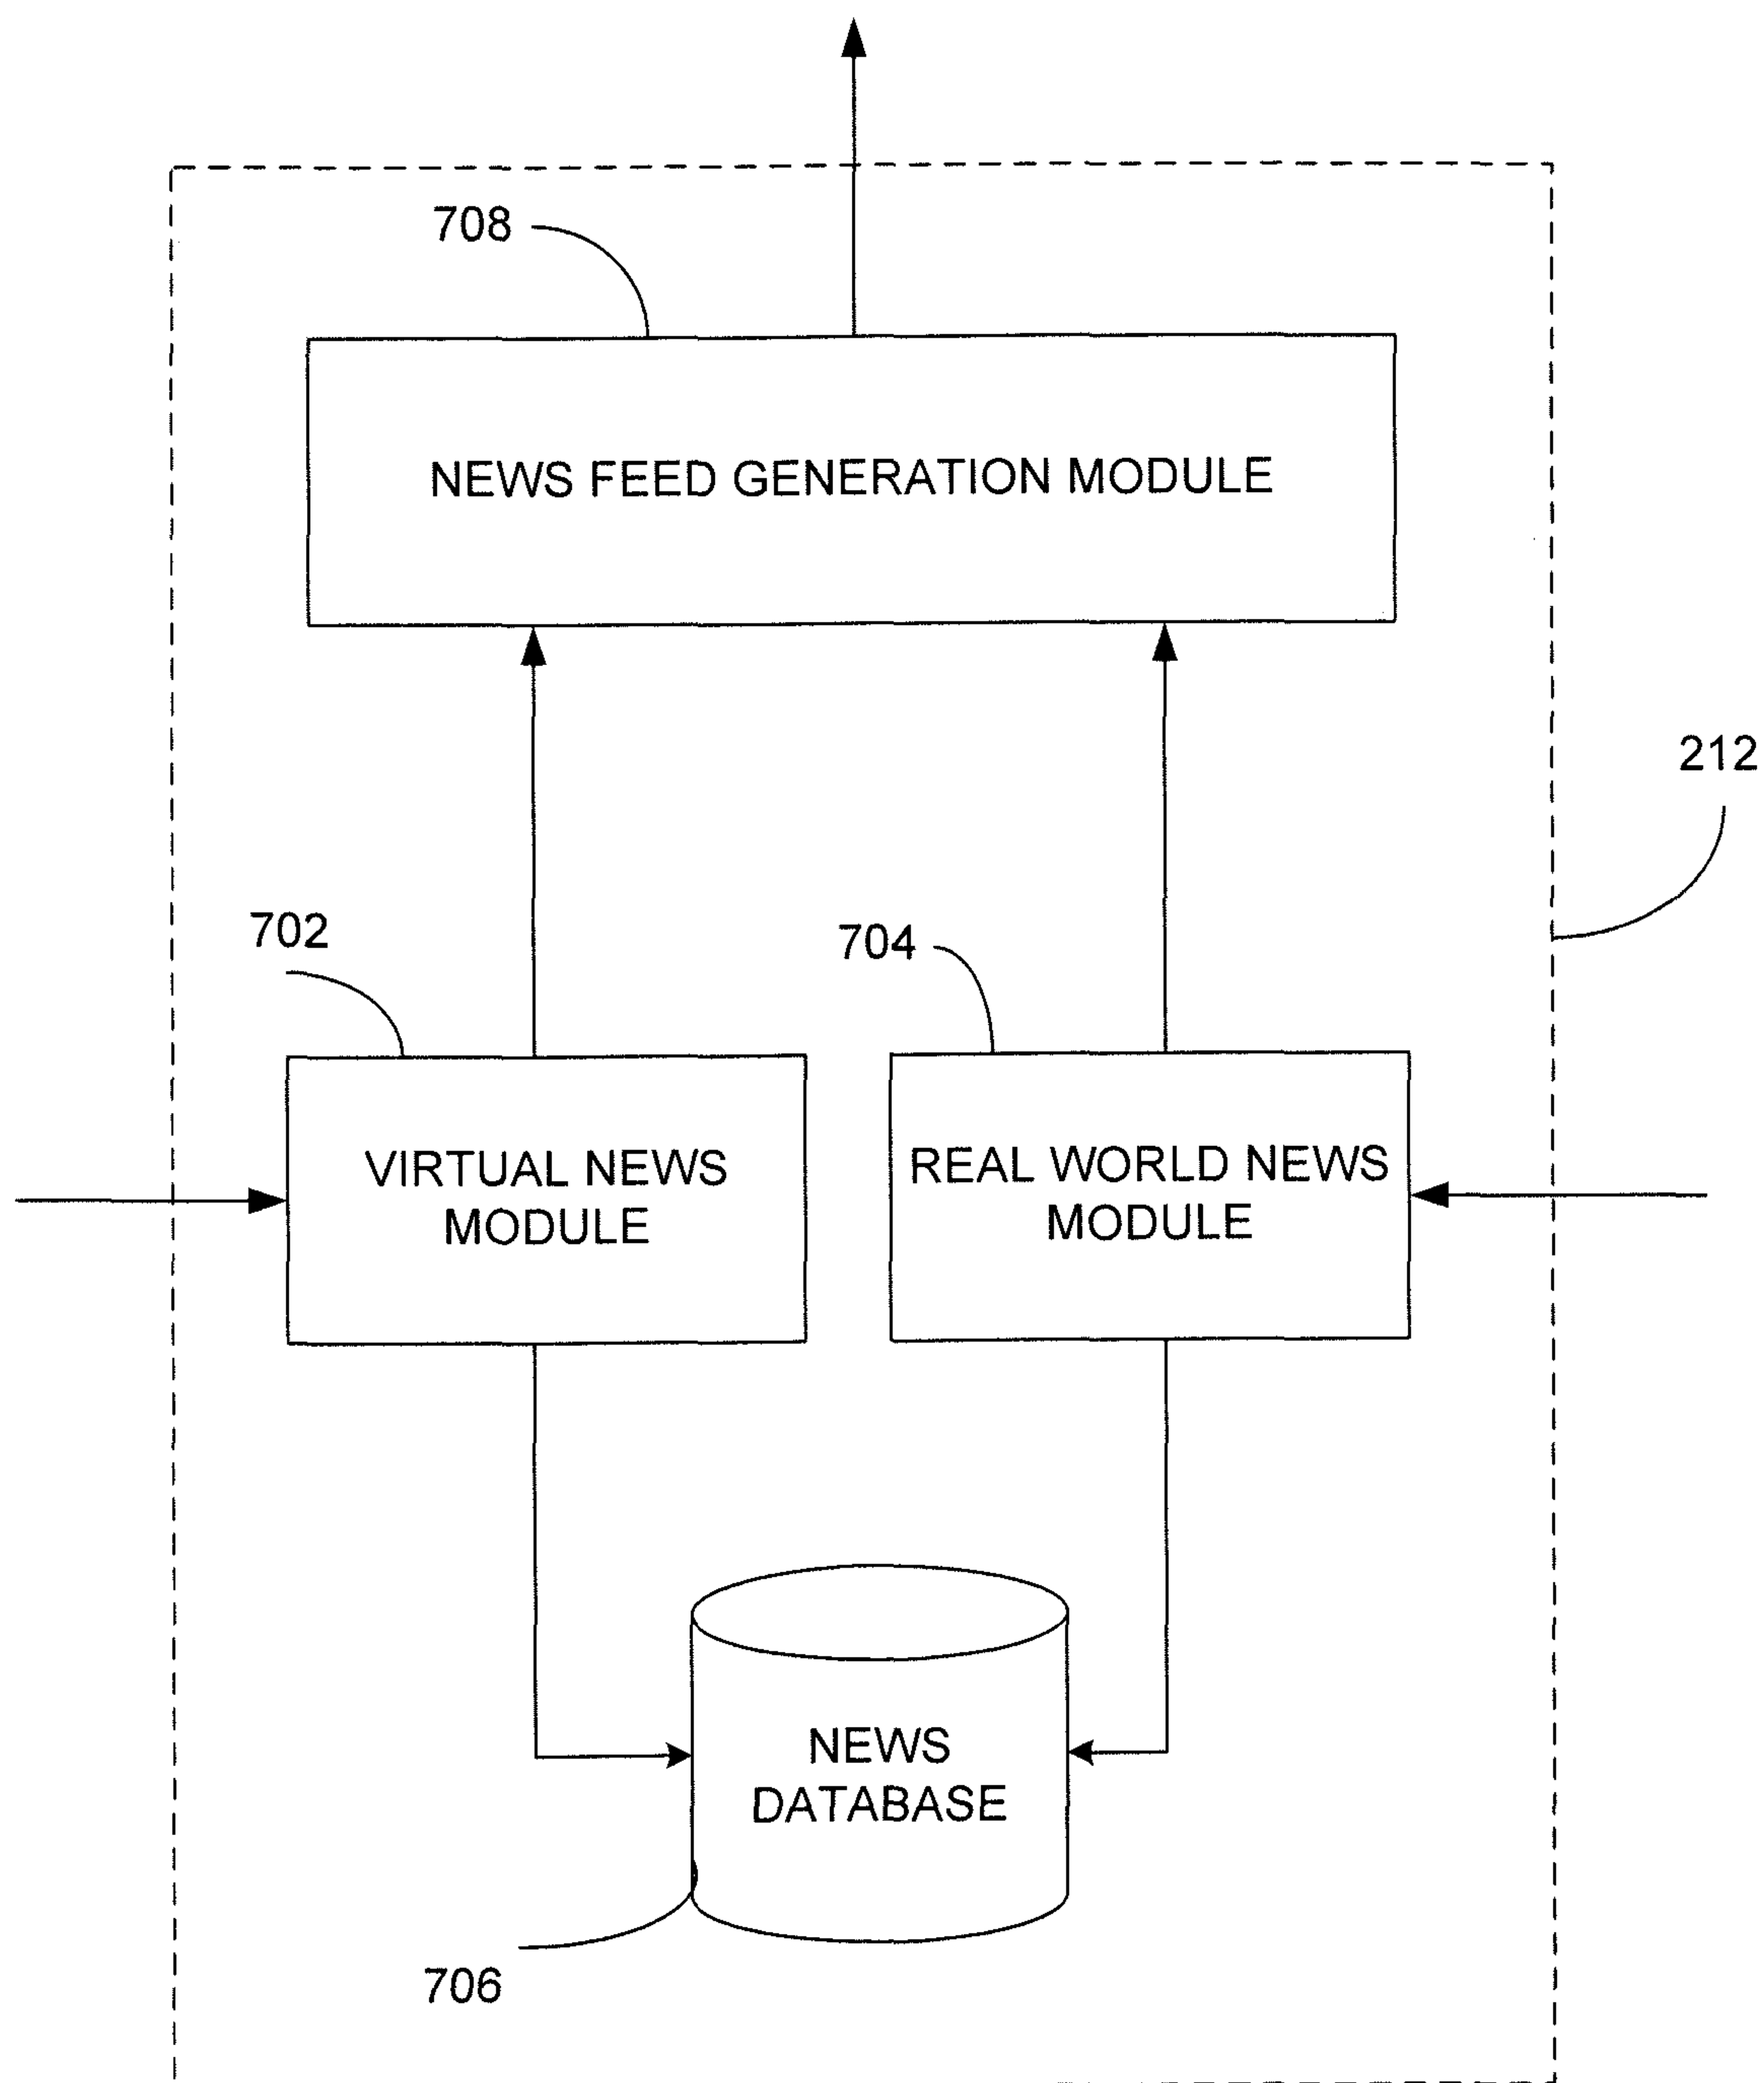 708
NEWS FEED GENERATION MODULE
212
702
704
VIRTUAL NEWS
MODULE
REAL WORLD NEWS
MODULE
NEWS
DATABASE
706